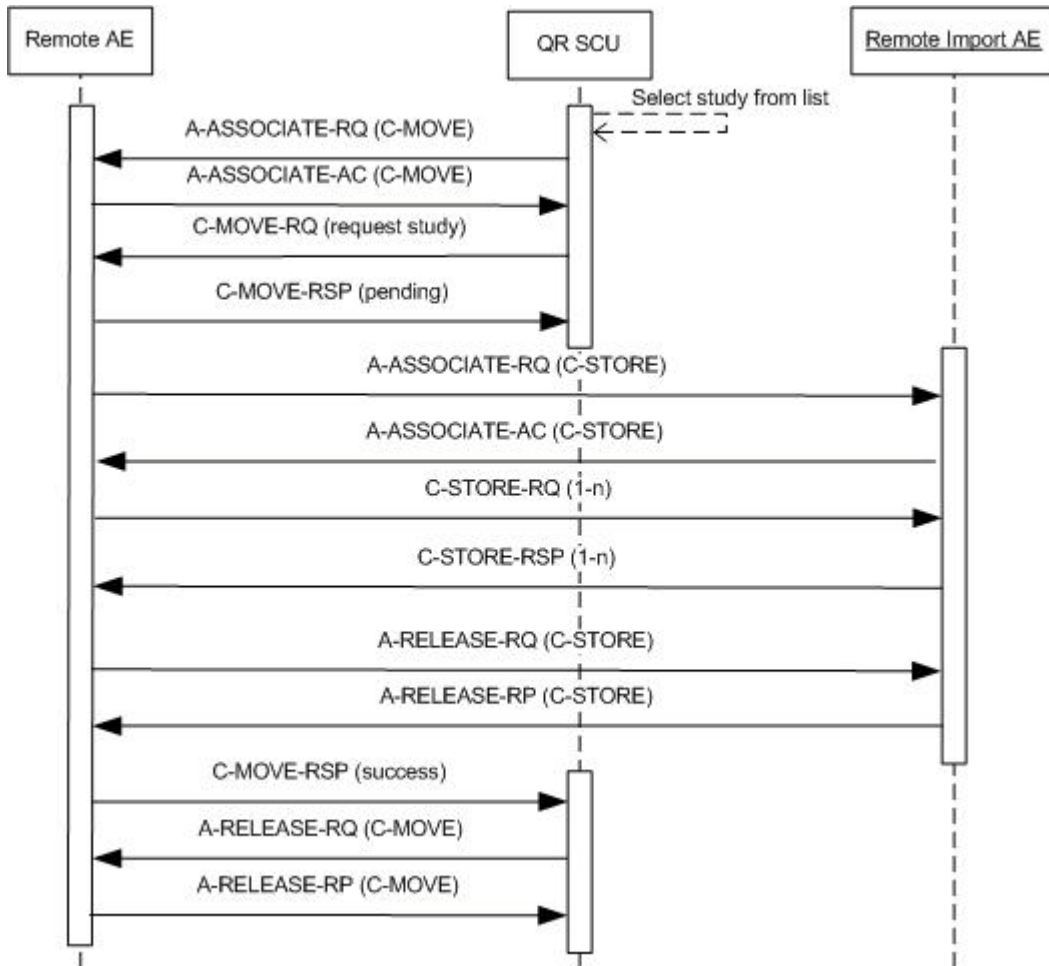 Remote AE
QR SCU
Remote Import AE
Select study from list
A-ASSOCIATE-RQ (C-MOVE)
A-ASSOCIATE-AC (C-MOVE)
C-MOVE-RQ (request study)
C-MOVE-RSP (pending)
A-ASSOCIATE-RQ (C-STORE)
A-ASSOCIATE-AC (C-STORE)
C-STORE-RQ (1-n)
C-STORE-RSP (1-n)
A-RELEASE-RQ (C-STORE)
A-RELEASE-RP (C-STORE)
C-MOVE-RSP (success)
A-RELEASE-RQ (C-MOVE)
A-RELEASE-RP (C-MOVE)